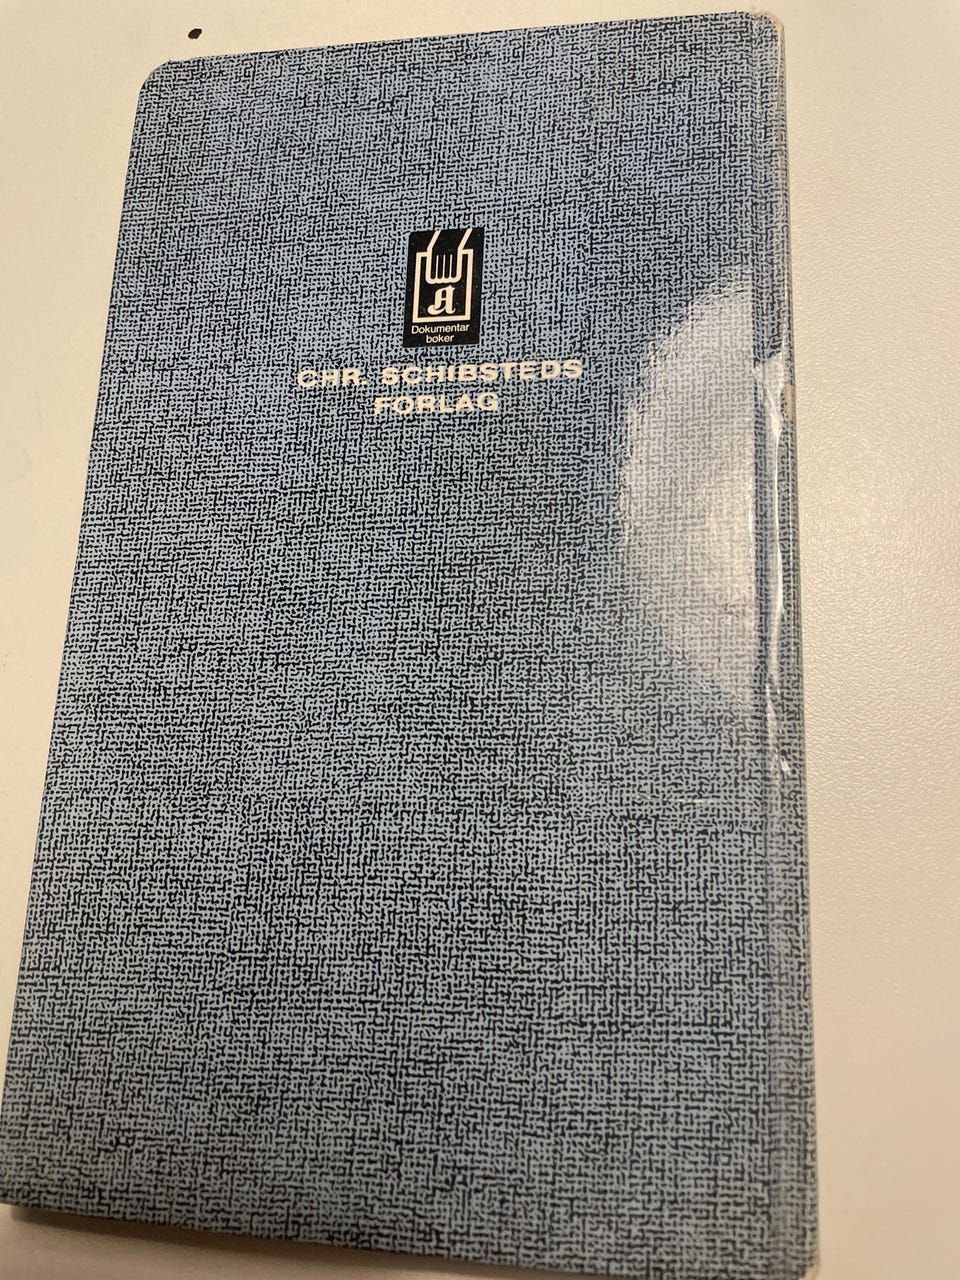 A
Dokumentar
bøker
CHR. SCHIBSTEDS
FORLAG